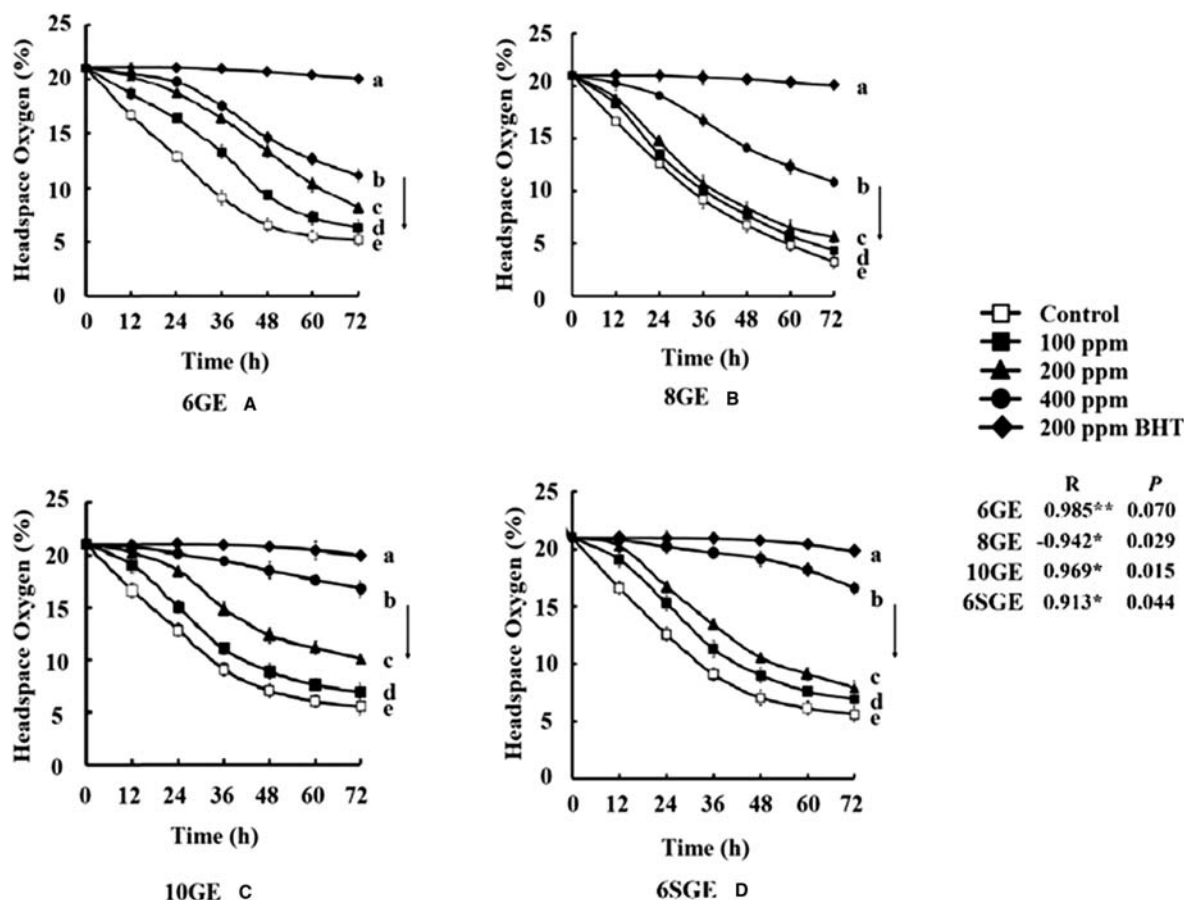 25
20
15
10
5
0
Headspace Oxygen (%)
a
b
c
d
e
0 12 24 36 48 60 72
Time (h)
6GE A
25
20
15
10
5
0
Headspace Oxygen (%)
a
b
c
d
e
0 12 24 36 48 60 72
Time (h)
8GE B
Control
100 ppm
200 ppm
400 ppm
200 ppm BHT
R P
6GE 0.985** 0.070
8GE -0.942* 0.029
10GE 0.969* 0.015
6SGE 0.913* 0.044
25
20
15
10
5
0
Headspace Oxygen (%)
a
b
c
d
e
0 12 24 36 48 60 72
Time (h)
10GE C
25
20
15
10
5
0
Headspace Oxygen (%)
a
b
c
d
e
0 12 24 36 48 60 72
Time (h)
6SGE D